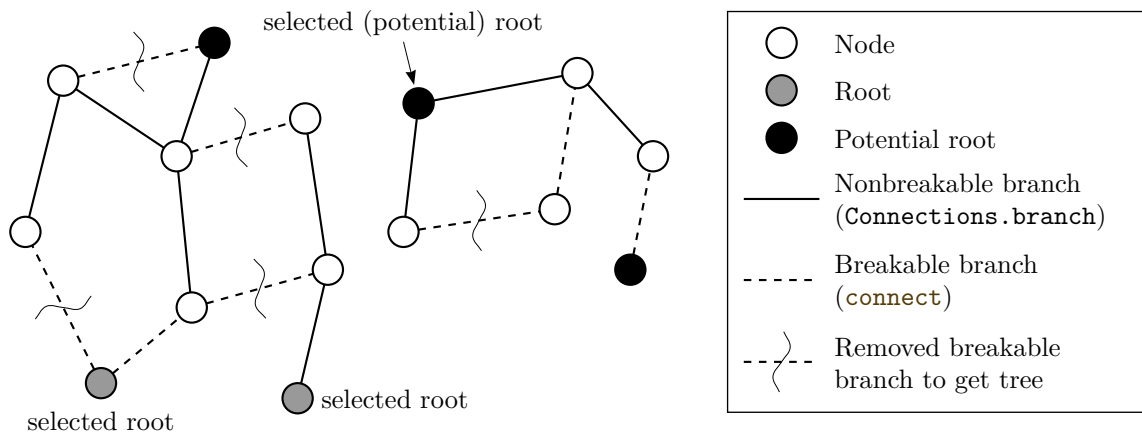 selected (potential) root
selected root
selected root
Node
Root
Potential root
Nonbreakable branch
(Connections.branch)
Breakable branch
(connect)
Removed breakable
branch to get tree